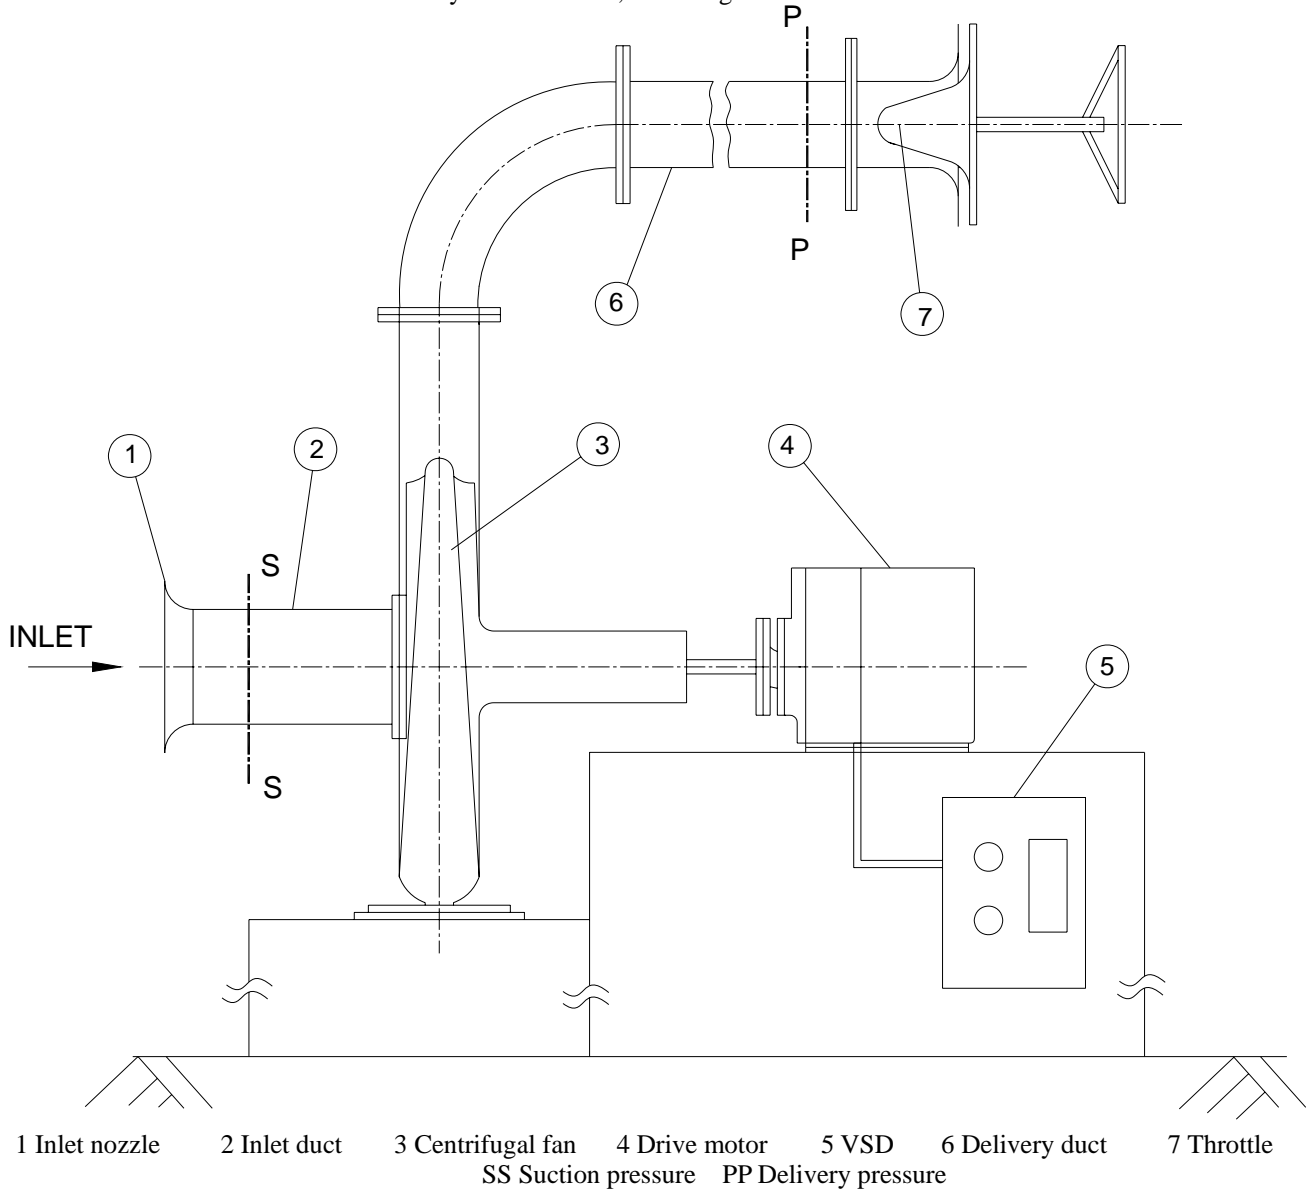 P
P
6
7
1
2
3
4
S
INLET
5
S
1 Inlet nozzle 2 Inlet duct 3 Centrifugal fan 4 Drive motor 5 VSD 6 Delivery duct 7 Throttle
SS Suction pressure PP Delivery pressure